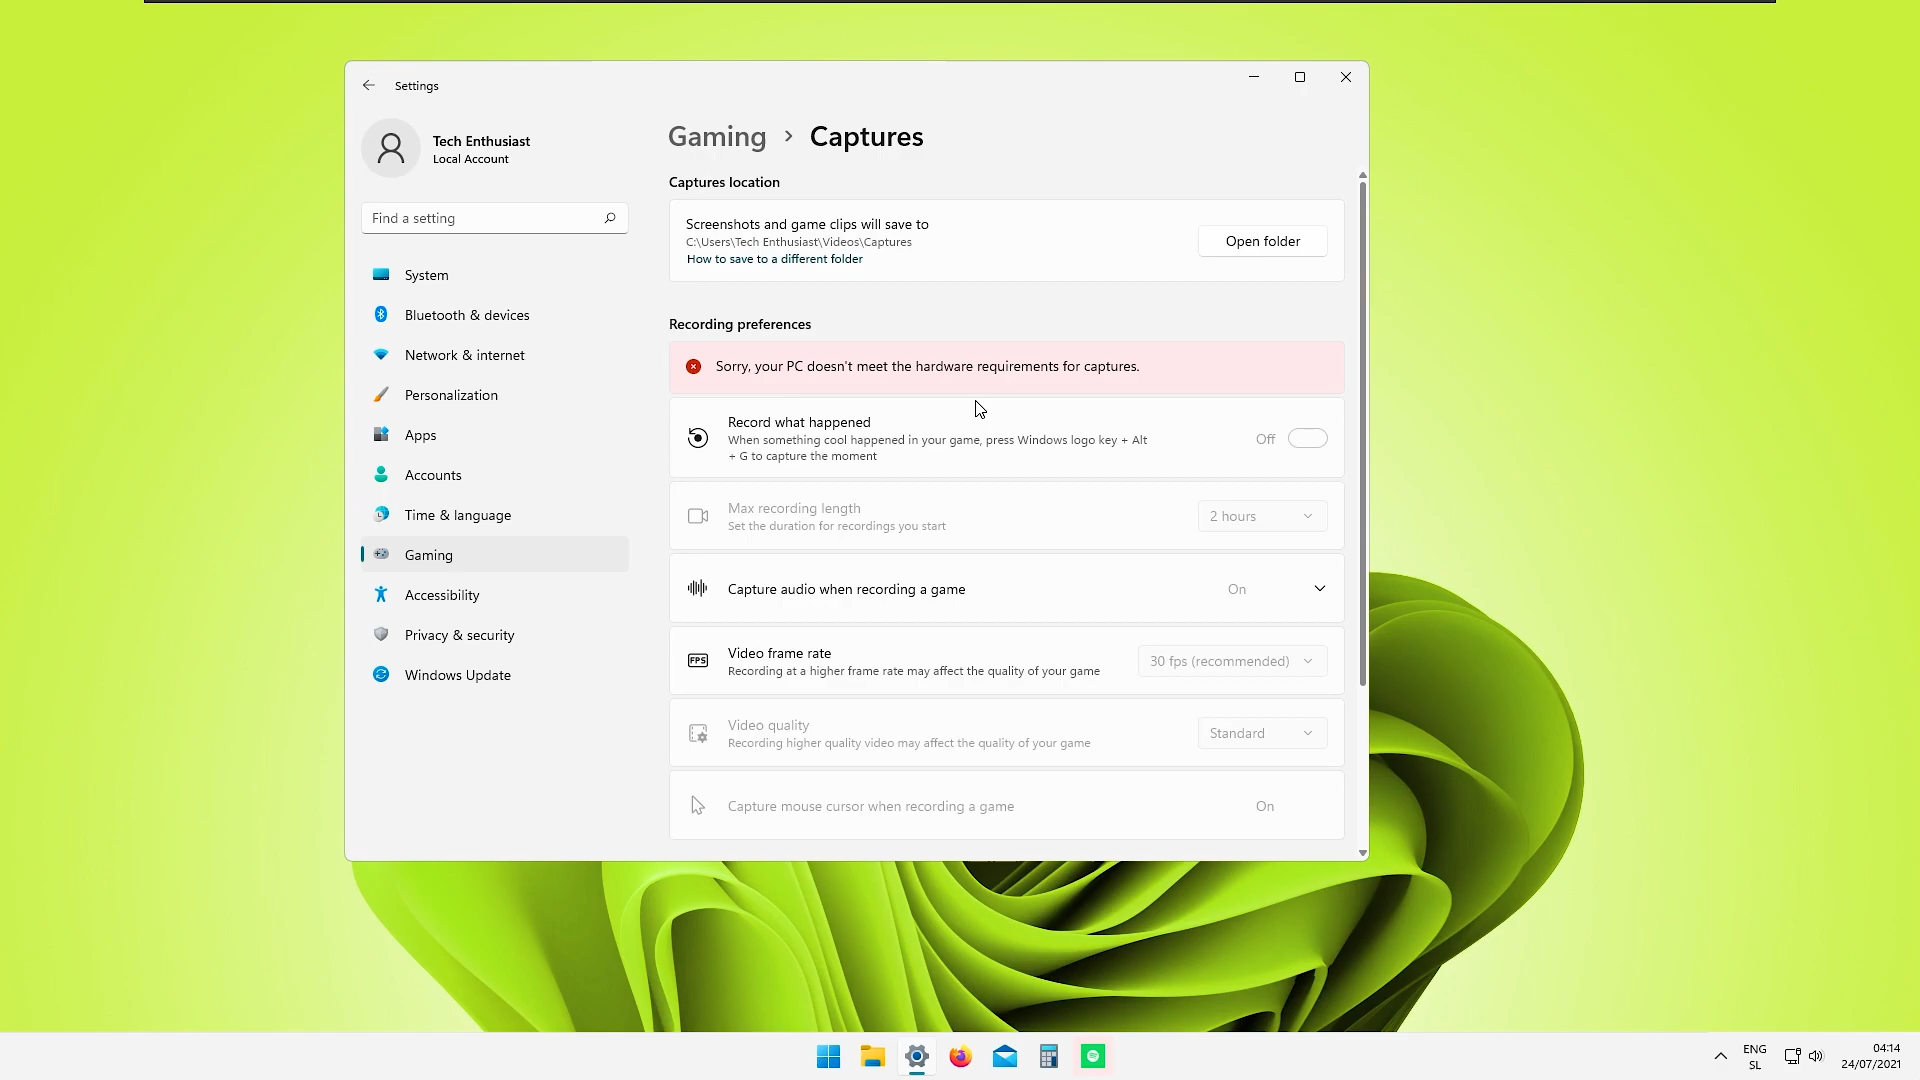 Settings
Tech Enthusiast
Local Account
Find a setting
System
Bluetooth & devices
Network & internet
Personalization
Apps
Accounts
Time & language
Gaming
Accessibility
Privacy & security
Windows Update
Gaming › Captures
Captures location
Screenshots and game clips will save to
C:\Users\Tech Enthusiast\Videos\Captures
How to save to a different folder
Open folder
Recording preferences
Sorry, your PC doesn't meet the hardware requirements for captures.
Record what happened
When something cool happened in your game, press Windows logo key + Alt
+ G to capture the moment
Off
Max recording length
Set the duration for recordings you start
2 hours
Capture audio when recording a game
On
FPS
Video frame rate
Recording at a higher frame rate may affect the quality of your game
30 fps (recommended)
Video quality
Recording higher quality video may affect the quality of your game
Standard
Capture mouse cursor when recording a game
On
ENG
SL
04:14
24/07/2021